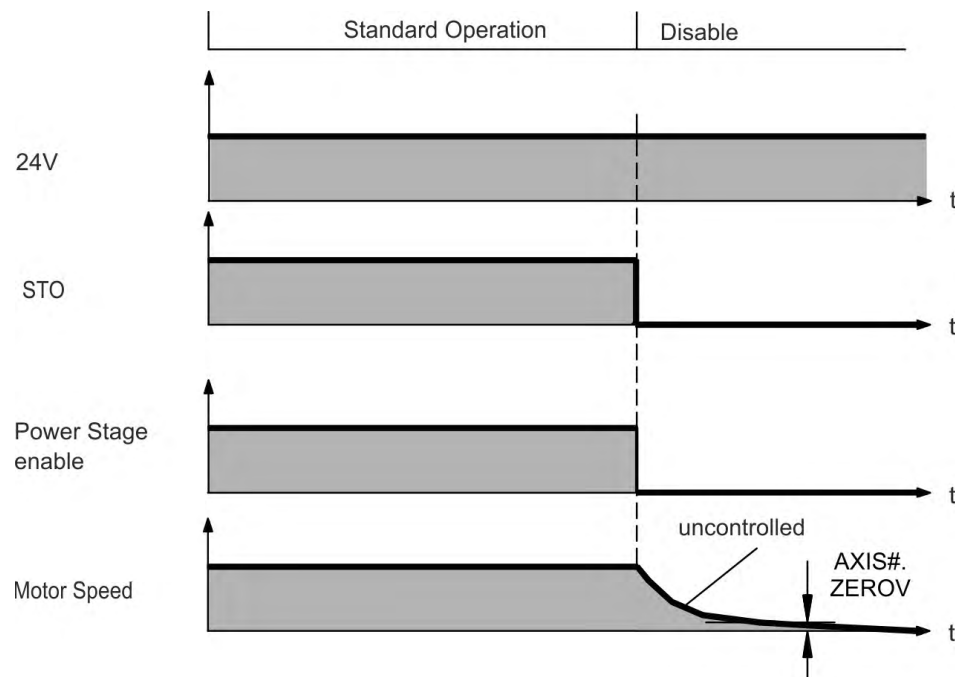 Standard Operation Disable
24V
t
STO
t
Power Stage
enable
t
uncontrolled
AXIS#.
ZEROV
Motor Speed
t